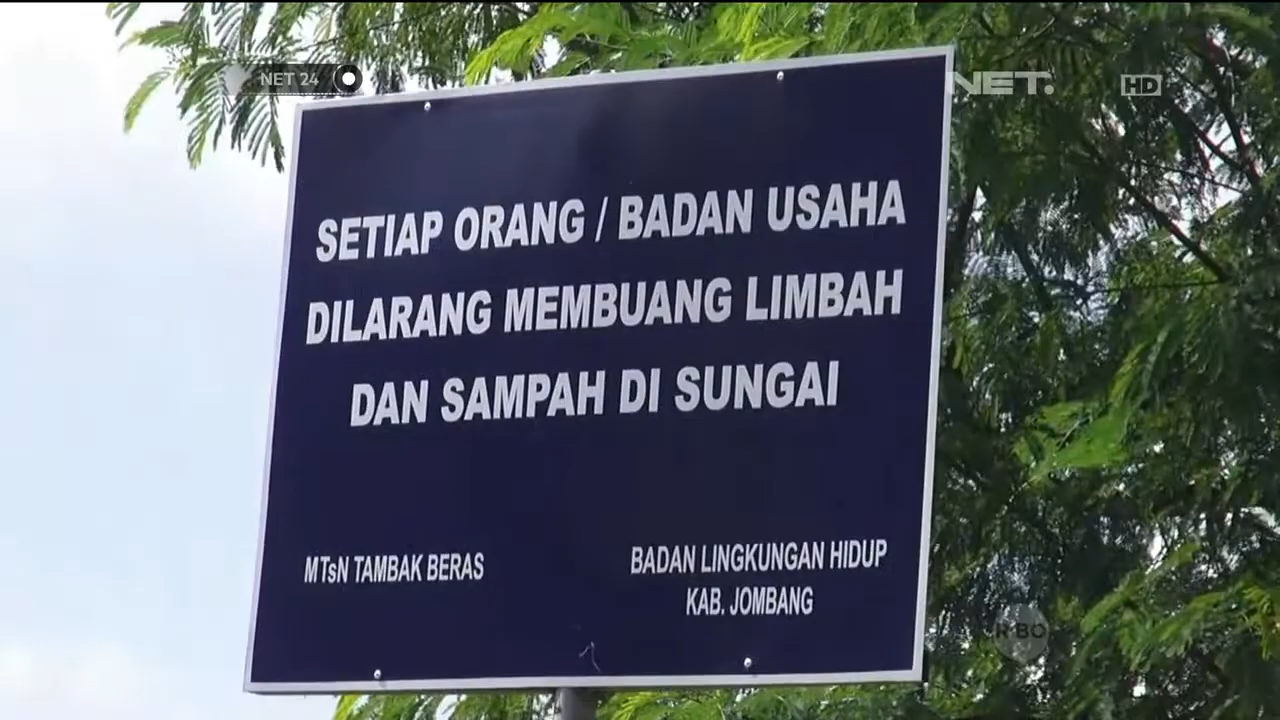 NET 24
NET.
HD
SETIAP ORANG / BADAN USAHA
DILARANG MEMBUANG LIMBAH
DAN SAMPAH DI SUNGAI
MTsN TAMBAK BERAS
BADAN LINGKUNGAN HIDUP
KAB. JOMBANG